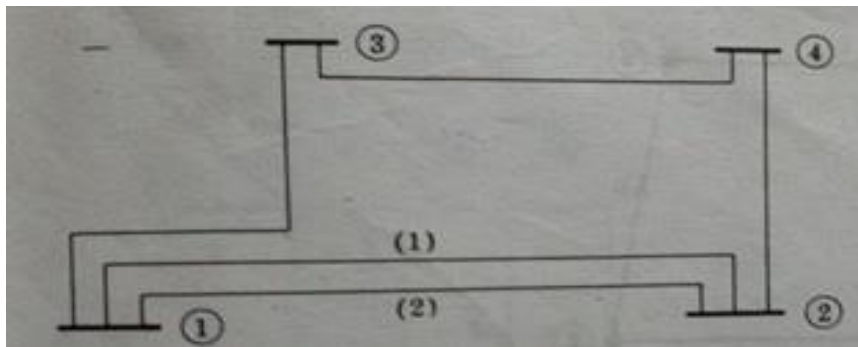 ③ ④
(1)
(2)
① ②